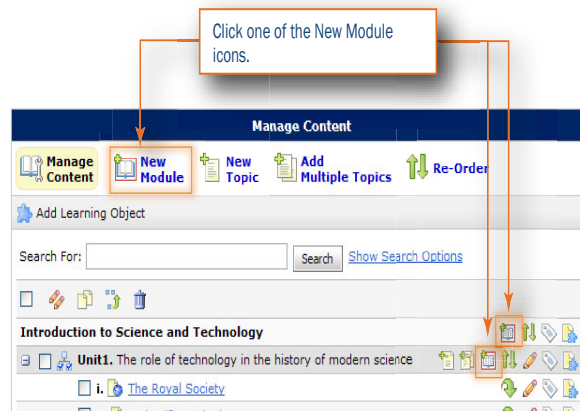 Click one of the New Module
icons.
Manage Content
Manage
Content
New
Module
New
Topic
Add
Multiple Topics
Re-Order
Add Learning Object
Search For:
Search
Show Search Options
Introduction to Science and Technology
Unit1. The role of technology in the history of modern science
i. The Royal Society